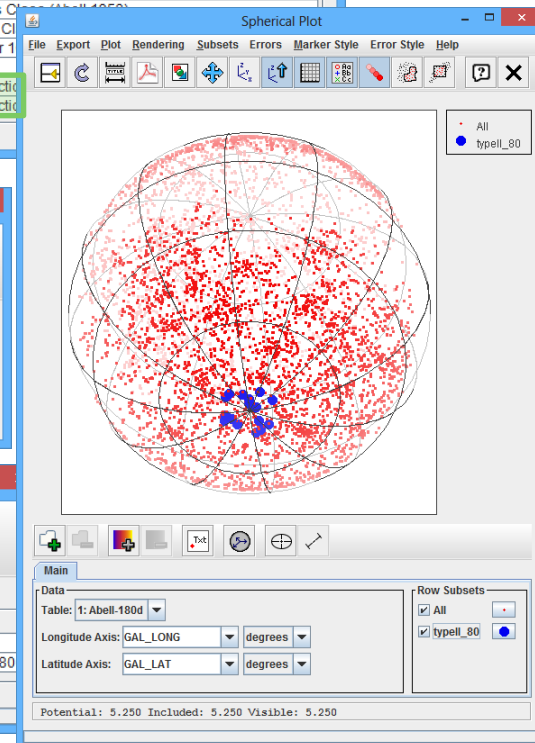 Spherical Plot
File Export Plot Rendering Subsets Errors Marker Style Error Style Help
All
typeII_80
Main
Data
Table: 1: Abell-180d
Longitude Axis: GAL_LONG degrees
Latitude Axis: GAL_LAT degrees
Row Subsets
All
typeII_80
Potential: 5.250 Included: 5.250 Visible: 5.250